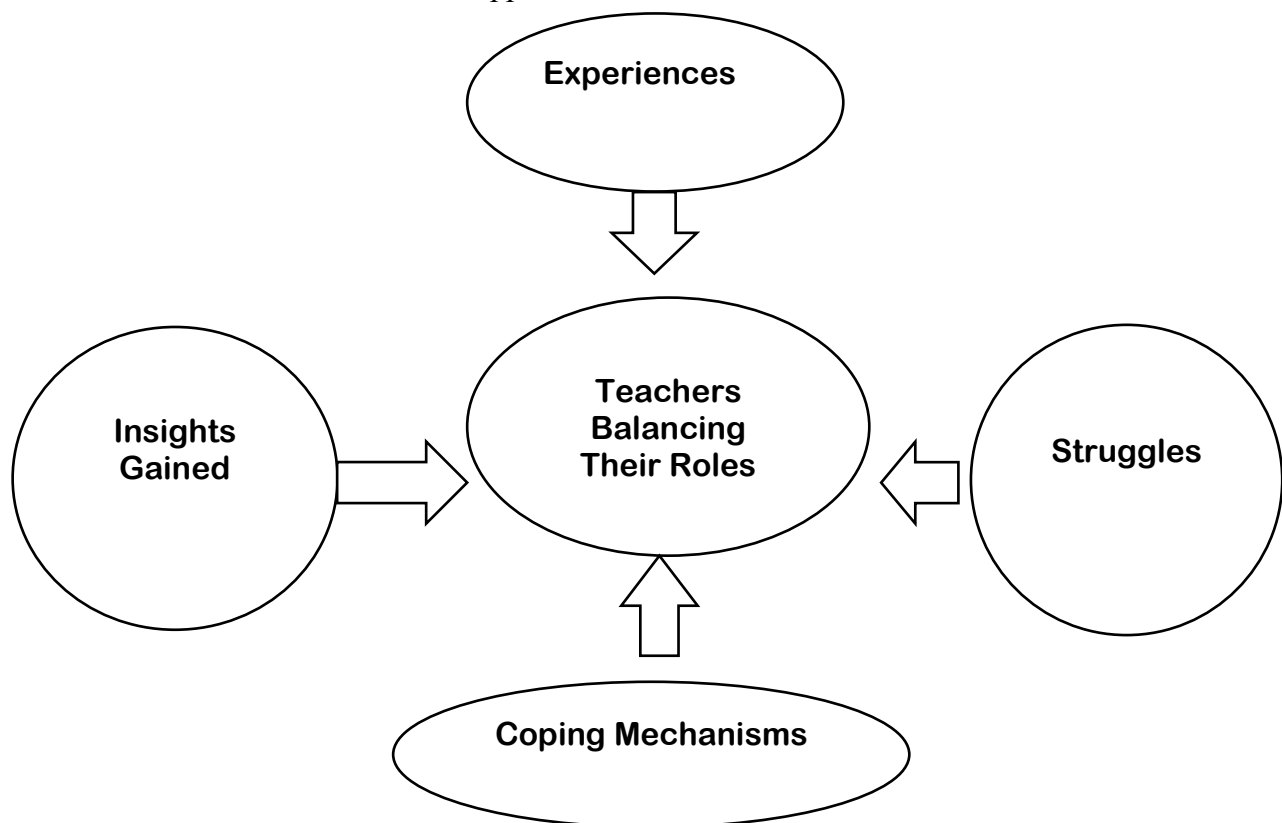 Experiences
Teachers
Balancing
Their Roles
Insights
Gained
Struggles
Coping Mechanisms